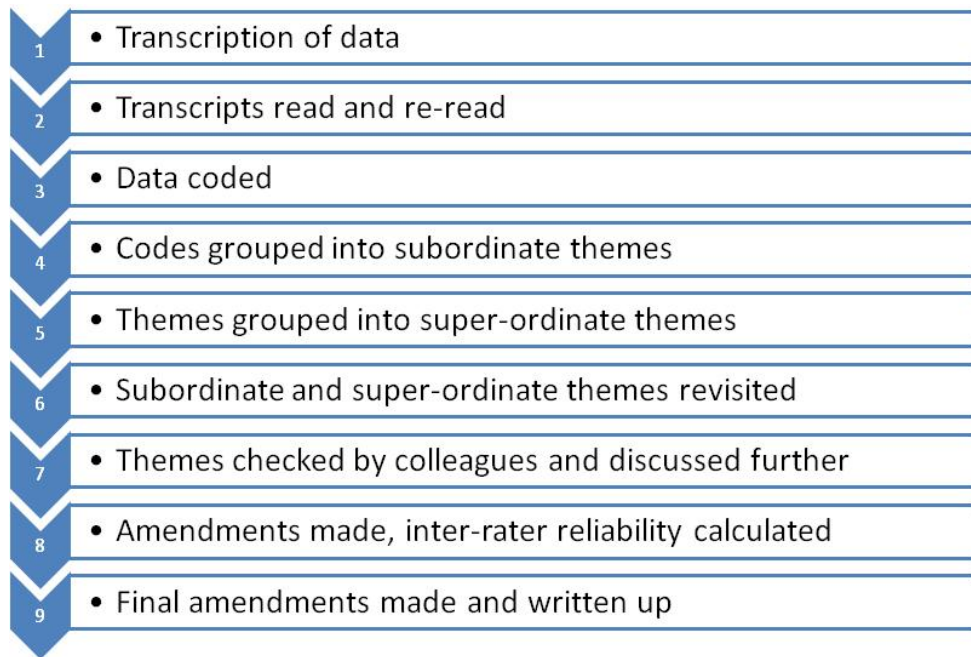 1 • Transcription of data
2 • Transcripts read and re-read
3 • Data coded
4 • Codes grouped into subordinate themes
5 • Themes grouped into super-ordinate themes
6 • Subordinate and super-ordinate themes revisited
7 • Themes checked by colleagues and discussed further
8 • Amendments made, inter-rater reliability calculated
9 • Final amendments made and written up